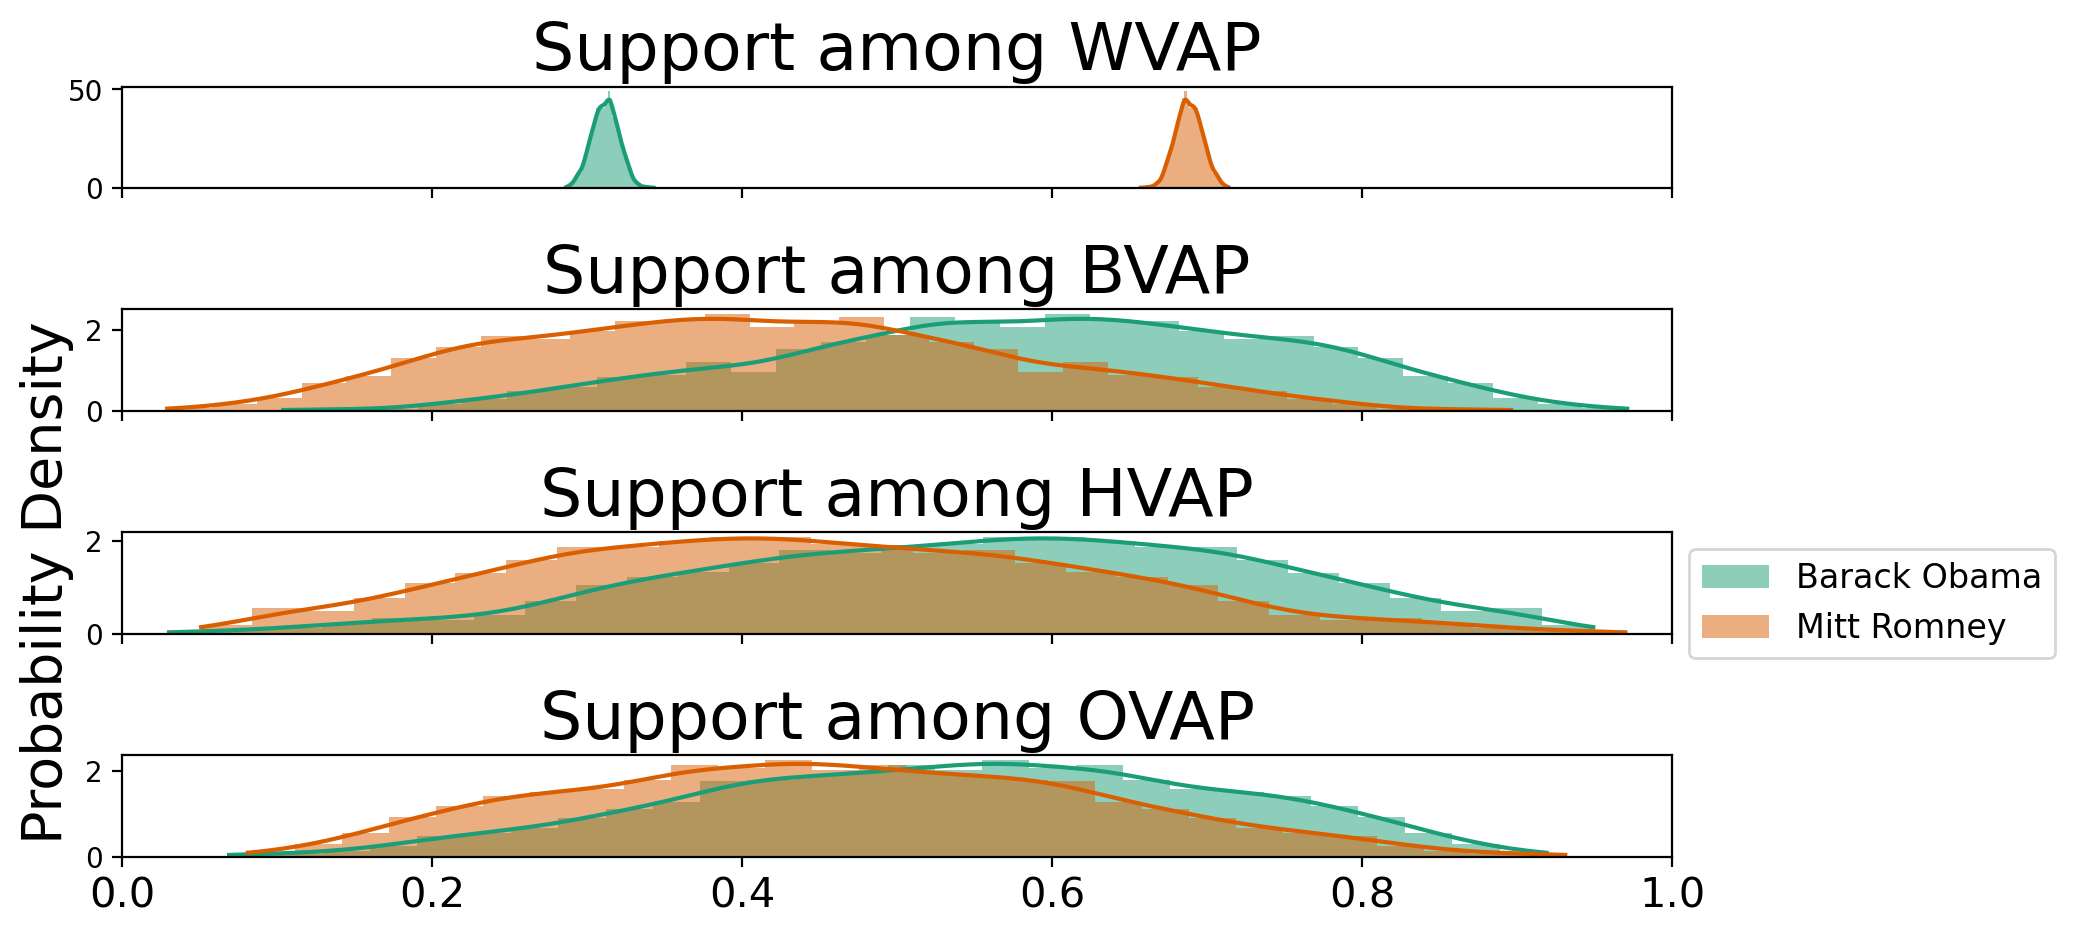 Support among WVAP
50
0
Support among BVAP
2
0
Support among HVAP
2
0
Support among OVAP
2
0
0.0 0.2 0.4 0.6 0.8 1.0
Probability Density
Barack Obama
Mitt Romney